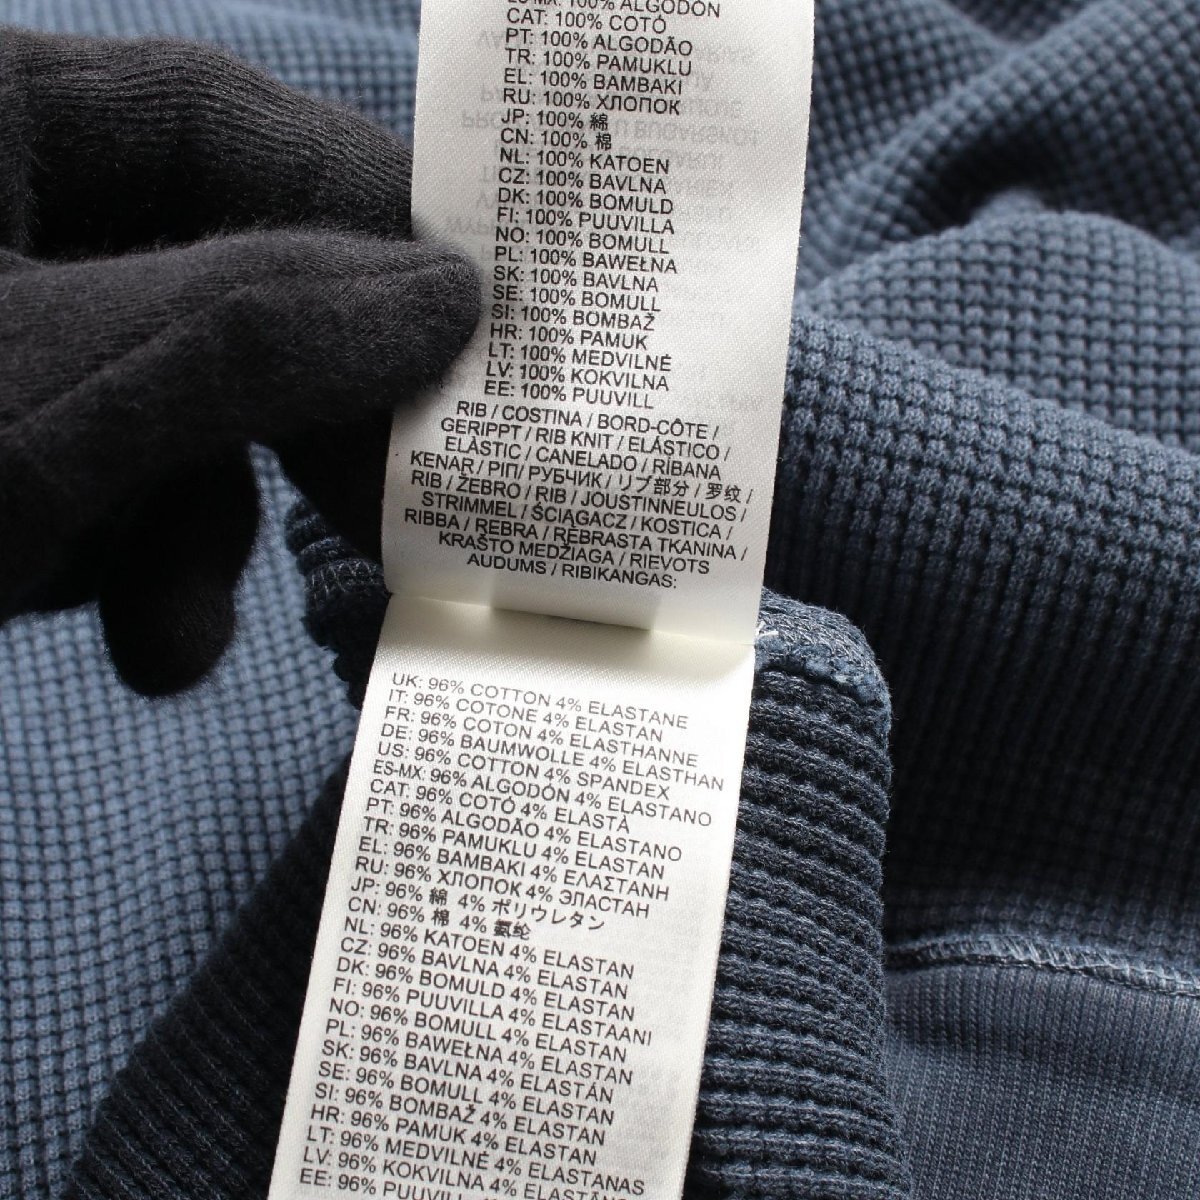 ES-MX: 100% ALGODÓN
CAT: 100% COTÓ
PT: 100% ALGODÃO
TR: 100% PAMUKLU
EL: 100% BAMBAKI
RU: 100% ХЛОПОК
JP: 100% 綿
CN: 100% 棉
NL: 100% KATOEN
CZ: 100% BAVLNA
DK: 100% BOMULD
FI: 100% PUUVILLA
NO: 100% BOMULL
PL: 100% BAWEŁNA
SK: 100% BAVLNA
SE: 100% BOMULL
SI: 100% BOMBAŽ
HR: 100% PAMUK
LT: 100% MEDVILNĖ
LV: 100% KOKVILNA
EE: 100% PUUVILL
RIB / COSTINA / BORD-CÔTE /
GERIPPT / RIB KNIT / ELÁSTICO /
ELÀSTIC / CANELADO / RİBANA
KENAR / ΡΙΠ/ РУБЧИК / リブ部分 / 罗纹 /
RIB / ŽEBRO / RIB / JOUSTINNEULOS /
STRIMMEL / ŚCIĄGACZ / KOSTICA /
RIBBA / REBRA / RĖBRASTA TKANINA /
KRAŠTO MEDŽIAGA / RIEVOTS
AUDUMS / RIBIKANGAS:
UK: 96% COTTON 4% ELASTANE
IT: 96% COTONE 4% ELASTAN
FR: 96% COTON 4% ELASTHANNE
DE: 96% BAUMWOLLE 4% ELASTHAN
US: 96% COTTON 4% SPANDEX
ES-MX: 96% ALGODÓN 4% ELASTANO
CAT: 96% COTÓ 4% ELASTÀ
PT: 96% ALGODÃO 4% ELASTANO
TR: 96% PAMUKLU 4% ELASTAN
EL: 96% BAMBAKI 4% ΕΛΑΣΤΑΝΗ
RU: 96% ХЛОПОК 4% ЭЛАСТАН
JP: 96% 綿 4% ポリウレタン
CN: 96% 棉 4% 氨纶
NL: 96% KATOEN 4% ELASTAN
CZ: 96% BAVLNA 4% ELASTAN
DK: 96% BOMULD 4% ELASTAN
FI: 96% PUUVILLA 4% ELASTAANI
NO: 96% BOMULL 4% ELASTAN
PL: 96% BAWEŁNA 4% ELASTAN
SK: 96% BAVLNA 4% ELASTÁN
SE: 96% BOMULL 4% ELASTAN
SI: 96% BOMBAŽ 4% ELASTAN
HR: 96% PAMUK 4% ELASTAN
LT: 96% MEDVILNĖ 4% ELASTANAS
LV: 96% KOKVILNA 4% ELASTĀNS
EE: 96% PUUVILL 4% ELASTAN